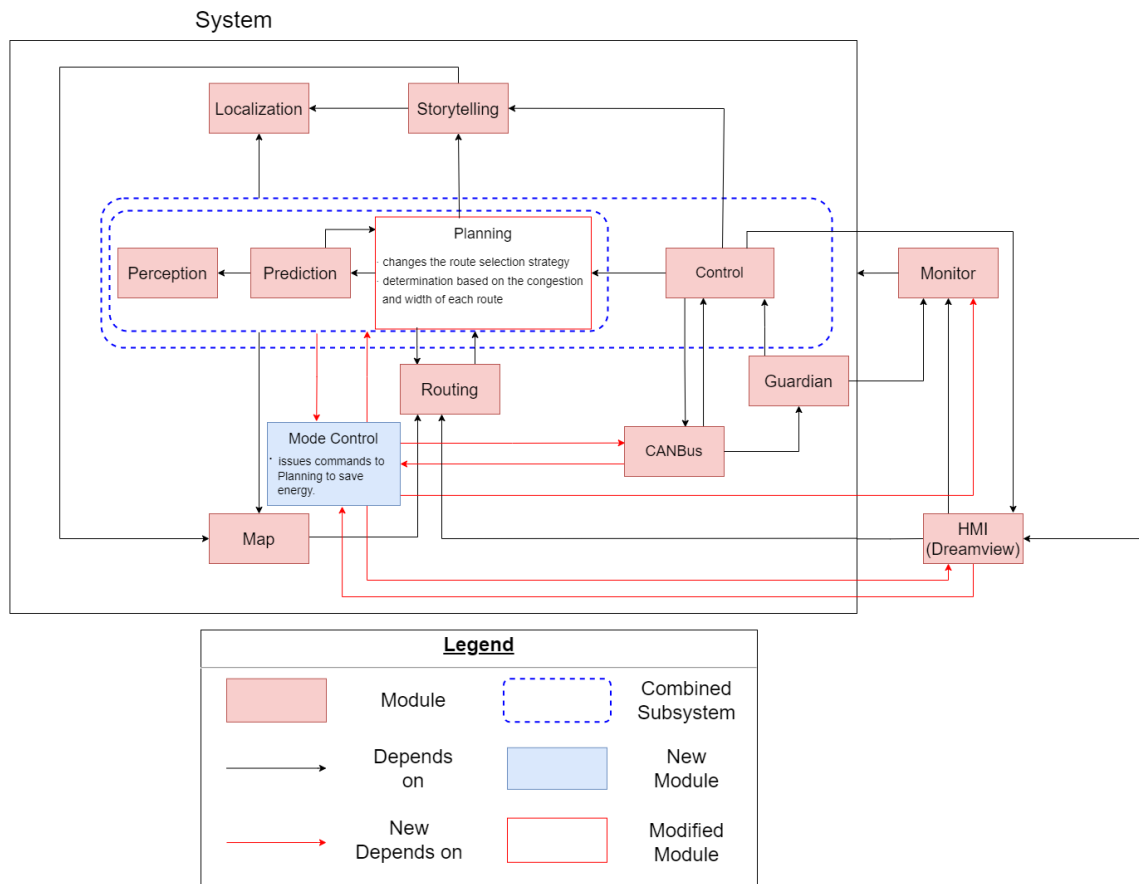 System
Localization
Storytelling
Planning
· changes the route selection strategy
· determination based on the congestion
and width of each route
Perception
Prediction
Control
Monitor
Routing
Guardian
Mode Control
· issues commands to
Planning to save
energy.
CANBus
Map
HMI
(Dreamview)
Legend
Module
Combined
Subsystem
Depends
on
New
Module
New
Depends on
Modified
Module